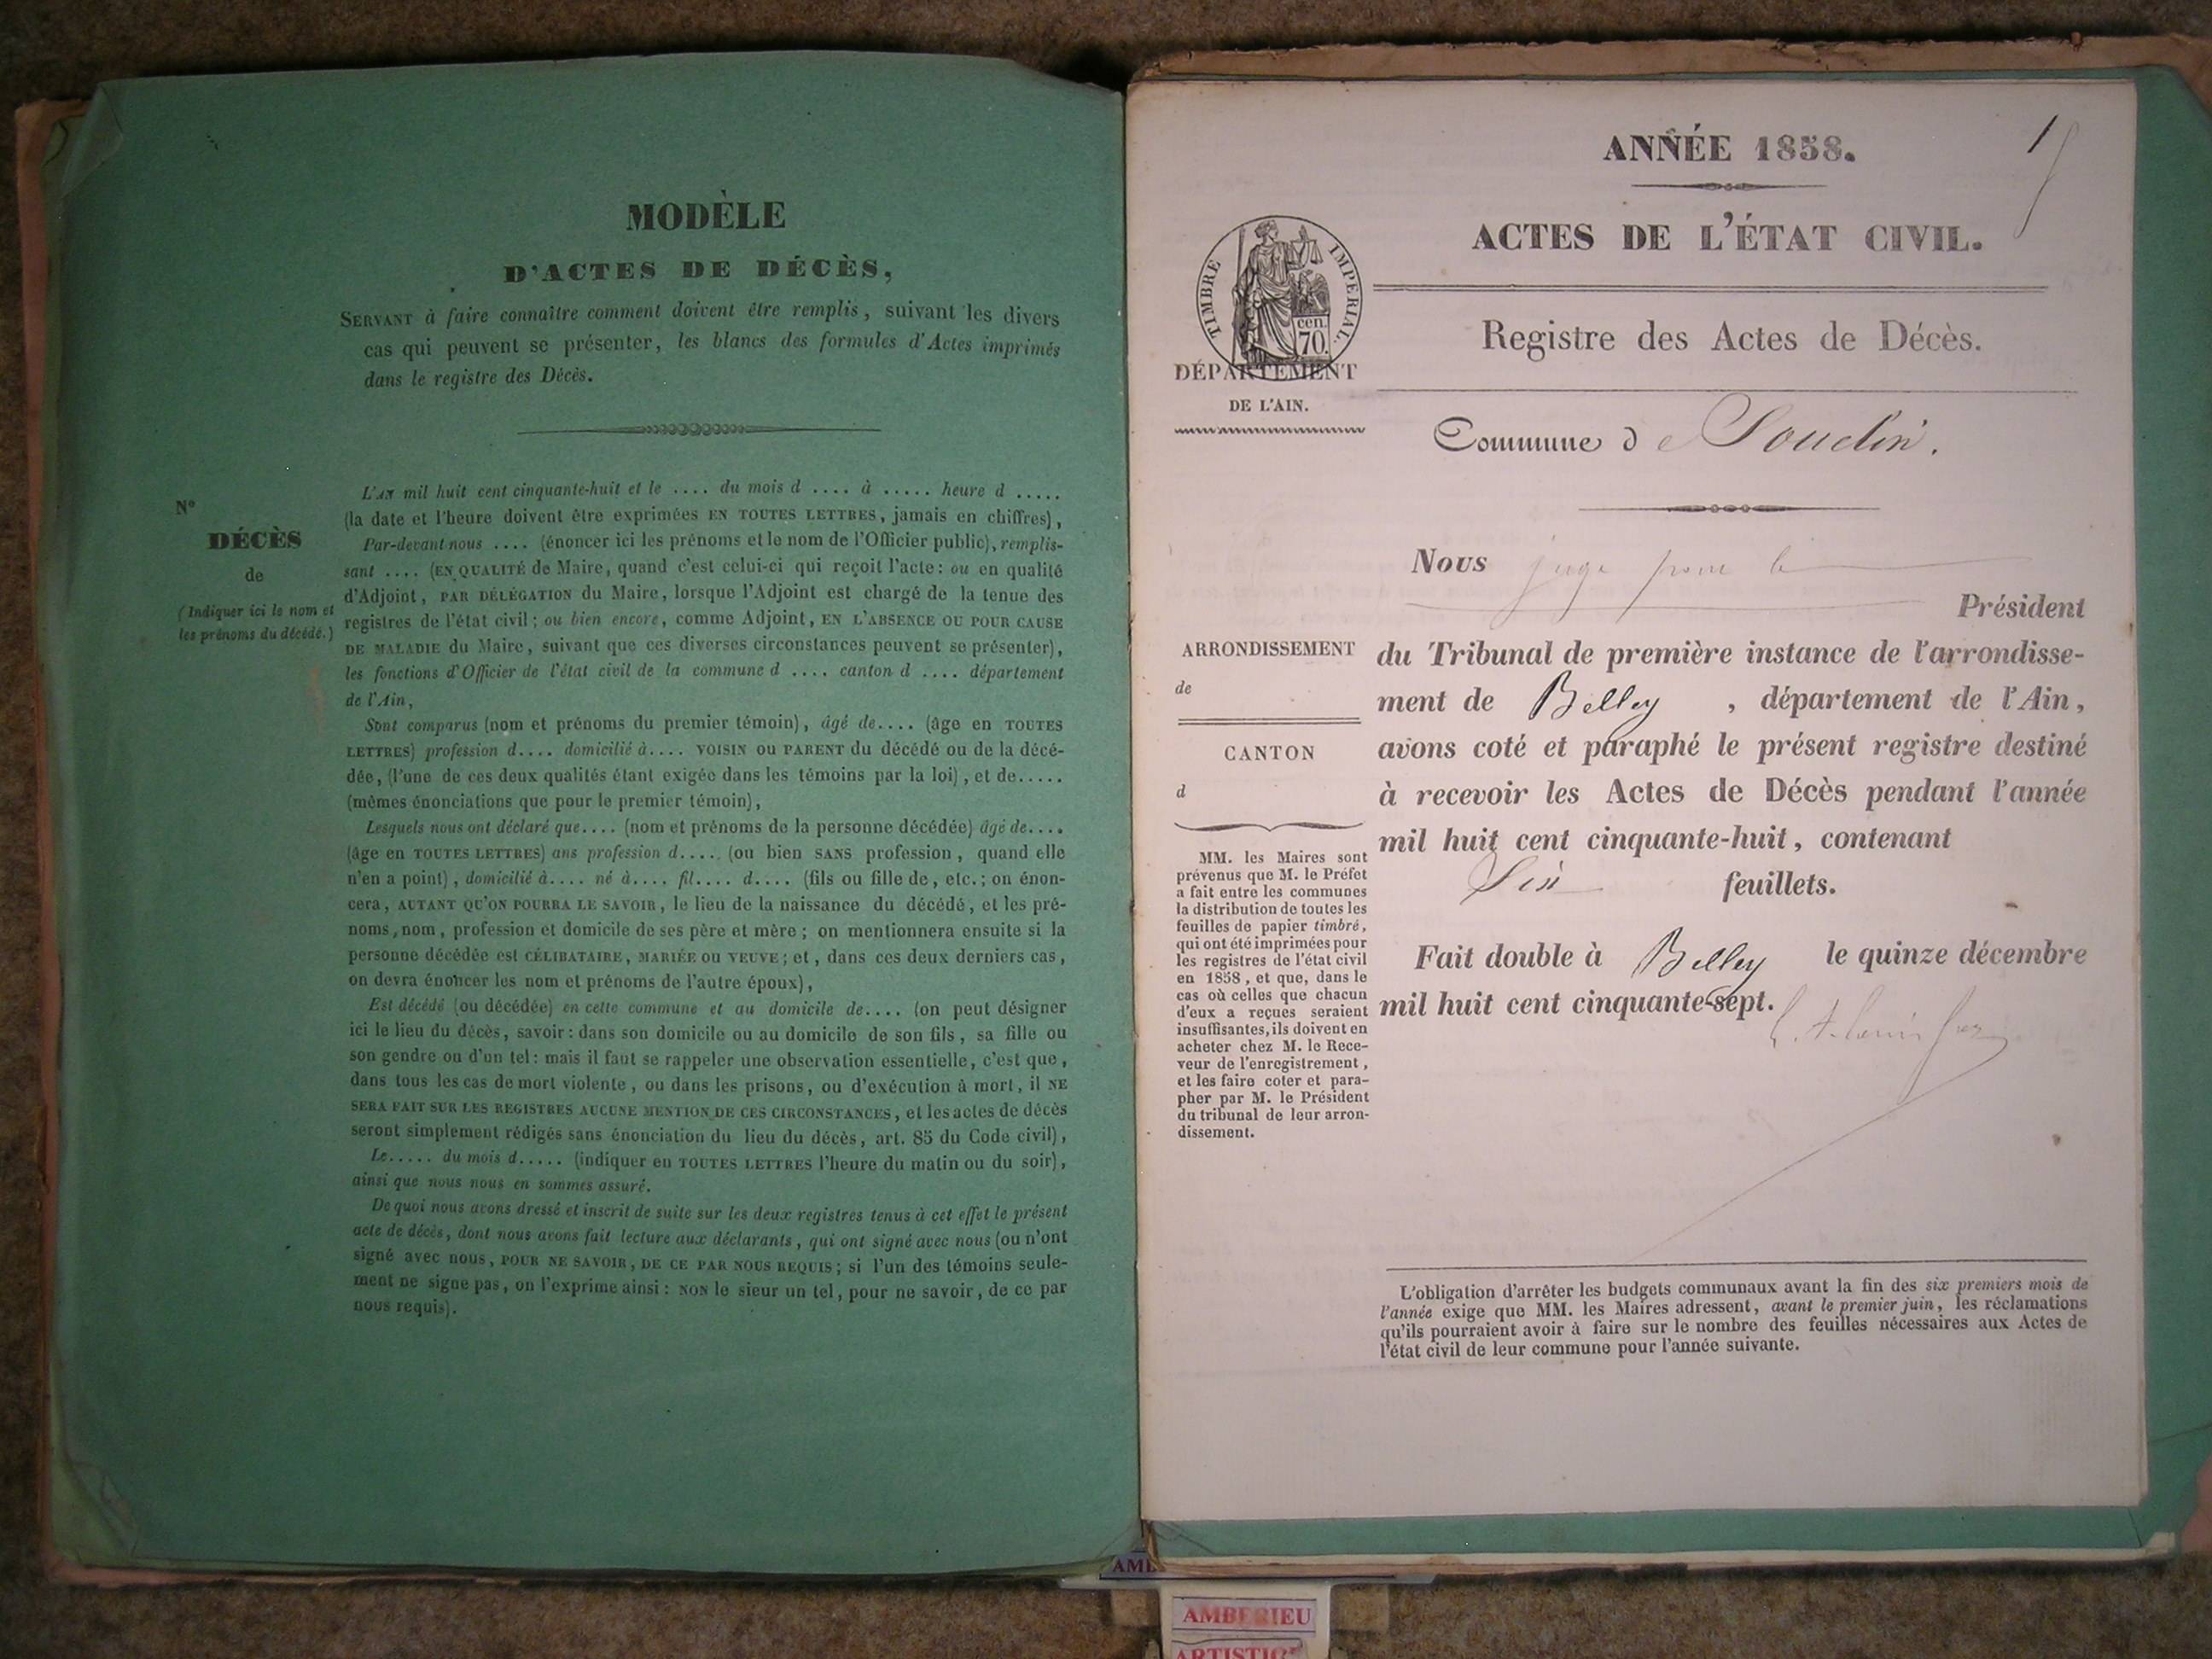 MODÈLE
D'ACTES DE DÉCÈS,
SERVANT à faire connaître comment doivent être remplis, suivant les divers
cas qui peuvent se présenter, les blancs des formules d'Actes imprimés
dans le registre des Décès.
N°
DÉCÈS
de
(Indiquer ici le nom et
les prénoms du décédé.)
L'AN mil huit cent cinquante-huit et le .... du mois d .... à ..... heure d .....
(la date et l'heure doivent être exprimées EN TOUTES LETTRES, jamais en chiffres),
Par-devant nous .... (énoncer ici les prénoms et le nom de l'Officier public), remplis-
sant .... (EN QUALITÉ de Maire, quand c'est celui-ci qui reçoit l'acte: ou en qualité
d'Adjoint, PAR DÉLÉGATION du Maire, lorsque l'Adjoint est chargé de la tenue des
registres de l'état civil; ou bien encore, comme Adjoint, EN L'ABSENCE OU POUR CAUSE
DE MALADIE du Maire, suivant que ces diverses circonstances peuvent se présenter),
les fonctions d'Officier de l'état civil de la commune d .... canton d .... département
de l'Ain,
Sont comparus (nom et prénoms du premier témoin), âgé de.... (âge en TOUTES
LETTRES) profession d.... domicilié à.... VOISIN OU PARENT du décédé ou de la décé-
dée, (l'une de ces deux qualités étant exigée dans les témoins par la loi), et de.....
(mêmes énonciations que pour le premier témoin),
Lesquels nous ont déclaré que.... (nom et prénoms de la personne décédée) âgé de....
(âge en TOUTES LETTRES) ans profession d.... (ou bien SANS profession, quand elle
n'en a point), domicilié à.... né à.... fil.... d.... (fils ou fille de, etc.; on énon-
cera, AUTANT QU'ON POURRA LE SAVOIR, le lieu de la naissance du décédé, et les pré-
noms, nom, profession et domicile de ses père et mère; on mentionnera ensuite si la
personne décédée est CÉLIBATAIRE, MARIÉE OU VEUVE; et, dans ces deux derniers cas,
on devra énoncer les nom et prénoms de l'autre époux),
Est décédé (ou décédée) en cette commune et au domicile de.... (on peut désigner
ici le lieu du décès, savoir: dans son domicile ou au domicile de son fils, sa fille ou
son gendre ou d'un tel: mais il faut se rappeler une observation essentielle, c'est que,
dans tous les cas de mort violente, ou dans les prisons, ou d'exécution à mort, il NE
SERA FAIT SUR LES REGISTRES AUCUNE MENTION DE CES CIRCONSTANCES, et les actes de décès
seront simplement rédigés sans énonciation du lieu du décès, art. 85 du Code civil),
Le..... du mois d..... (indiquer en TOUTES LETTRES l'heure du matin ou du soir),
ainsi que nous nous en sommes assuré.
De quoi nous avons dressé et inscrit de suite sur les deux registres tenus à cet effet le présent
acte de décès, dont nous avons fait lecture aux déclarants, qui ont signé avec nous (ou n'ont
signé avec nous, POUR NE SAVOIR, DE CE PAR NOUS REQUIS; si l'un des témoins seule-
ment ne signe pas, on l'exprime ainsi: NON le sieur un tel, pour ne savoir, de ce par
nous requis).
ANNÉE 1858.
1
ACTES DE L'ÉTAT CIVIL.
TIMBRE IMPERIAL.
cen.
70.
Registre des Actes de Décès.
DÉPARTEMENT
DE L'AIN.
Commune de Souclin.
Nous juge pour le
Président
ARRONDISSEMENT
de
CANTON
d
du Tribunal de première instance de l'arrondisse-
ment de Belley, département de l'Ain,
avons coté et paraphé le présent registre destiné
à recevoir les Actes de Décès pendant l'année
mil huit cent cinquante-huit, contenant
Six feuillets.
Fait double à Belley le quinze décembre
mil huit cent cinquante-sept.
MM. les Maires sont
prévenus que M. le Préfet
a fait entre les communes
la distribution de toutes les
feuilles de papier timbré,
qui ont été imprimées pour
les registres de l'état civil
en 1858, et que, dans le
cas où celles que chacun
d'eux a reçues seraient
insuffisantes, ils doivent en
acheter chez M. le Rece-
veur de l'enregistrement,
et les faire coter et para-
pher par M. le Président
du tribunal de leur arron-
dissement.
L'obligation d'arrêter les budgets communaux avant la fin des six premiers mois de
l'année exige que MM. les Maires adressent, avant le premier juin, les réclamations
qu'ils pourraient avoir à faire sur le nombre des feuilles nécessaires aux Actes de
l'état civil de leur commune pour l'année suivante.
AMBERIEU